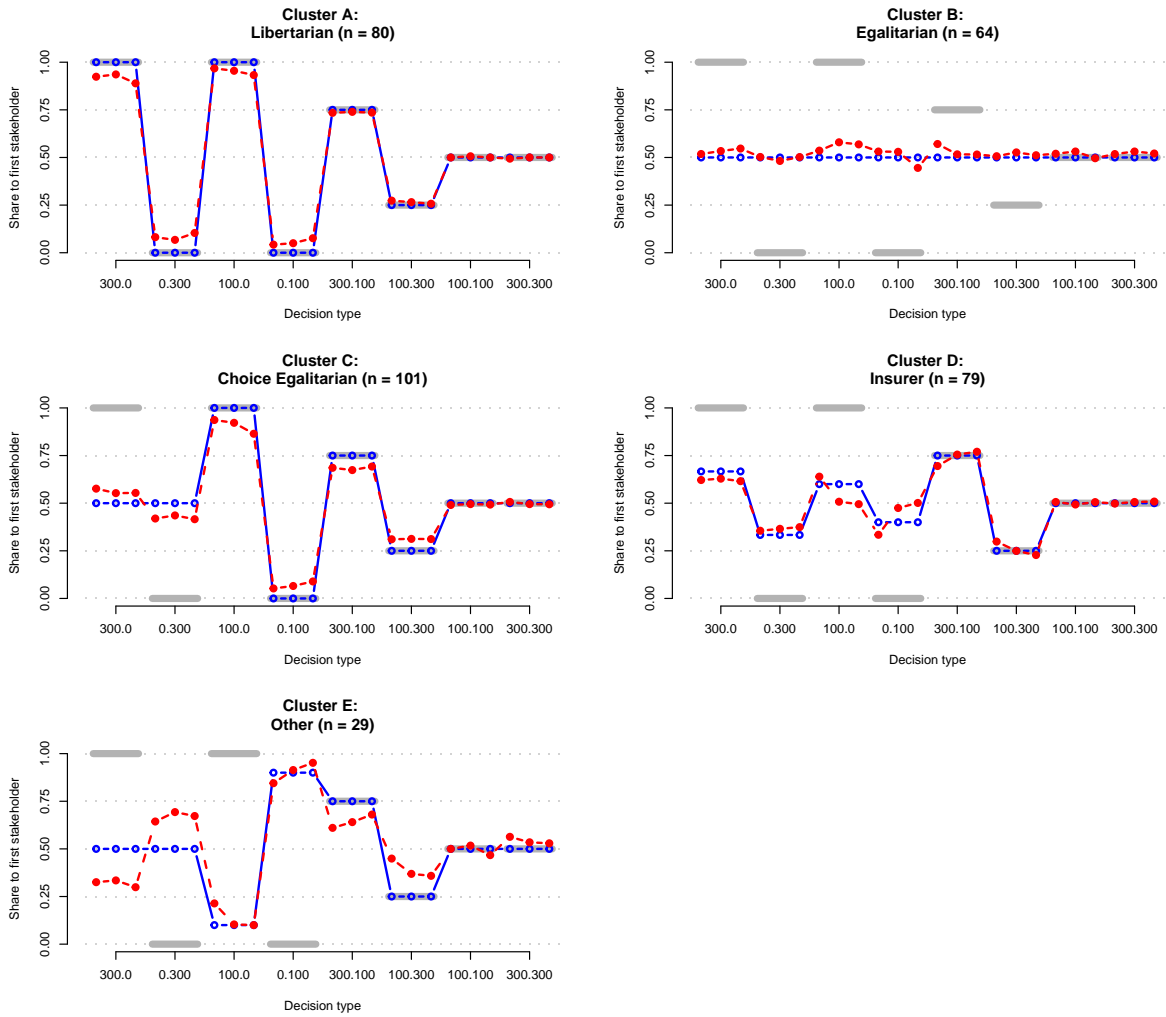 Cluster A:
Libertarian (n = 80)
Share to first stakeholder
1.00
0.75
0.50
0.25
0.00
300.0 0.300 100.0 0.100 300.100 100.300 100.100 300.300
Decision type
Cluster B:
Egalitarian (n = 64)
Share to first stakeholder
1.00
0.75
0.50
0.25
0.00
300.0 0.300 100.0 0.100 300.100 100.300 100.100 300.300
Decision type
Cluster C:
Choice Egalitarian (n = 101)
Share to first stakeholder
1.00
0.75
0.50
0.25
0.00
300.0 0.300 100.0 0.100 300.100 100.300 100.100 300.300
Decision type
Cluster D:
Insurer (n = 79)
Share to first stakeholder
1.00
0.75
0.50
0.25
0.00
300.0 0.300 100.0 0.100 300.100 100.300 100.100 300.300
Decision type
Cluster E:
Other (n = 29)
Share to first stakeholder
1.00
0.75
0.50
0.25
0.00
300.0 0.300 100.0 0.100 300.100 100.300 100.100 300.300
Decision type